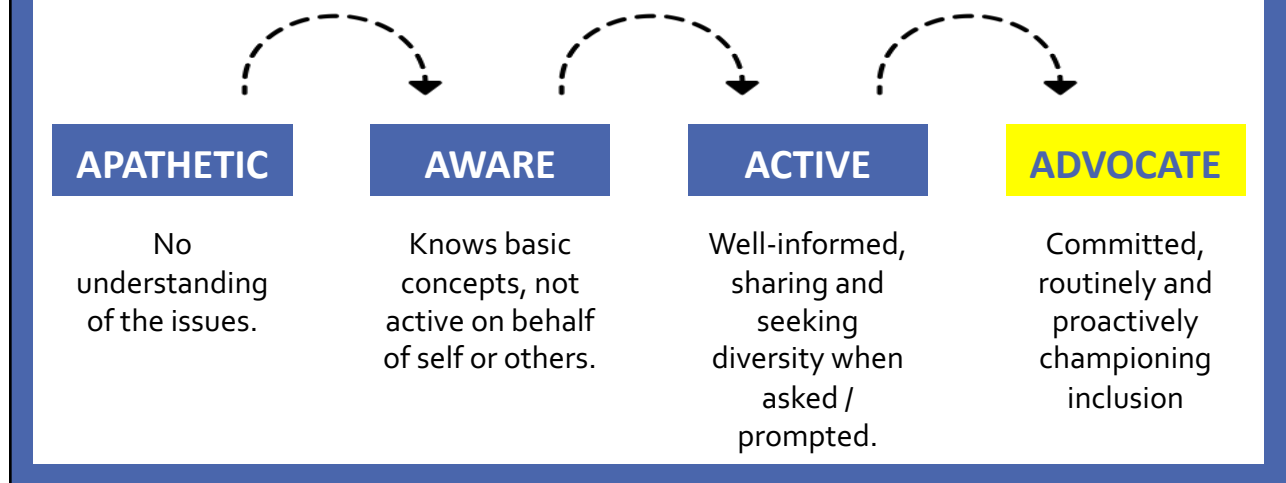 APATHETIC
No
understanding
of the issues.
AWARE
Knows basic
concepts, not
active on behalf
of self or others.
ACTIVE
Well-informed,
sharing and
seeking
diversity when
asked /
prompted.
ADVOCATE
Committed,
routinely and
proactively
championing
inclusion